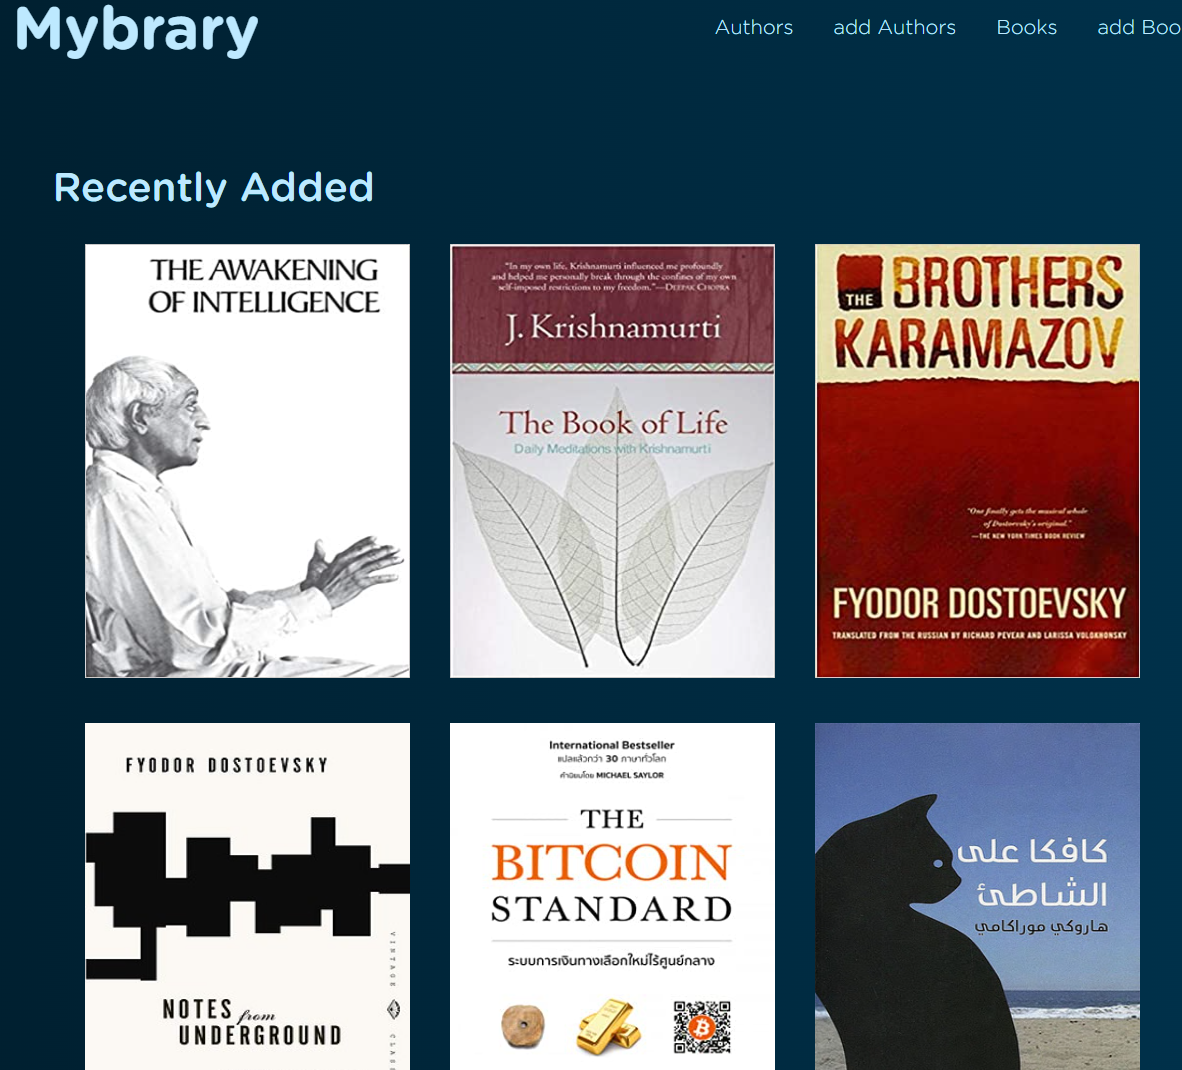 Mybrary
Authors
add Authors
Books
add Boo
Recently Added
THE AWAKENING
OF INTELLIGENCE
"In my own life, Krishnamurti influenced me profoundly
and helped me personally break through the confines of my own
self-imposed restrictions to my freedom."—DEEPAK CHOPRA
J. Krishnamurti
The Book of Life
Daily Meditations with Krishnamurti
THE BROTHERS
KARAMAZOV
"One finally gets the musical whole
of Dostoevsky's original."
—THE NEW YORK TIMES BOOK REVIEW
FYODOR DOSTOEVSKY
TRANSLATED FROM THE RUSSIAN BY RICHARD PEVEAR AND LARISSA VOLOKHONSKY
FYODOR DOSTOEVSKY
VINTAGE
CLAS
NOTES from
UNDERGROUND
International Bestseller
แปลแล้วกว่า 30 ภาษาทั่วโลก
คำนิยมโดย MICHAEL SAYLOR
THE
BITCOIN
STANDARD
ระบบการเงินทางเลือกใหม่ไร้ศูนย์กลาง
كافكا على
الشاطئ
هاروكي موراكامي